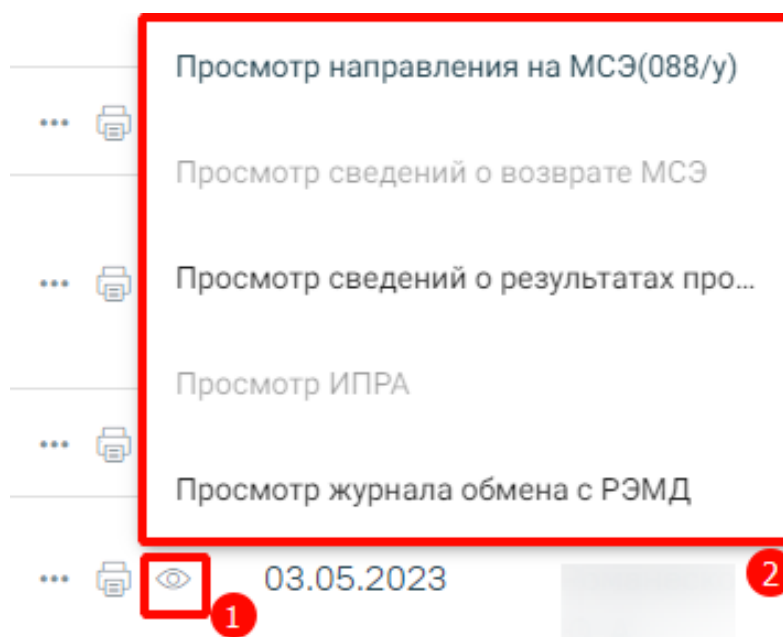 Просмотр направления на МСЭ(088/у)
Просмотр сведений о возврате МСЭ
Просмотр сведений о результатах про...
Просмотр ИПРА
Просмотр журнала обмена с РЭМД
03.05.2023
1
2